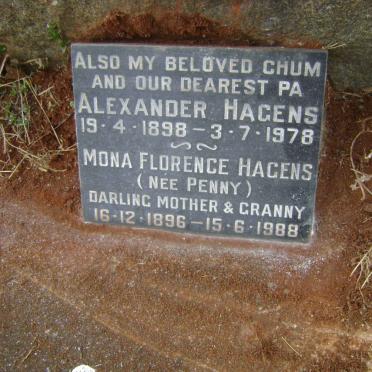 ALSO MY BELOVED CHUM
AND OUR DEAREST PA
ALEXANDER HAGENS
19·4·1898–3·7·1978
MONA FLORENCE HAGENS
(NEE PENNY)
DARLING MOTHER & GRANNY
16·12·1896–15·6·1988